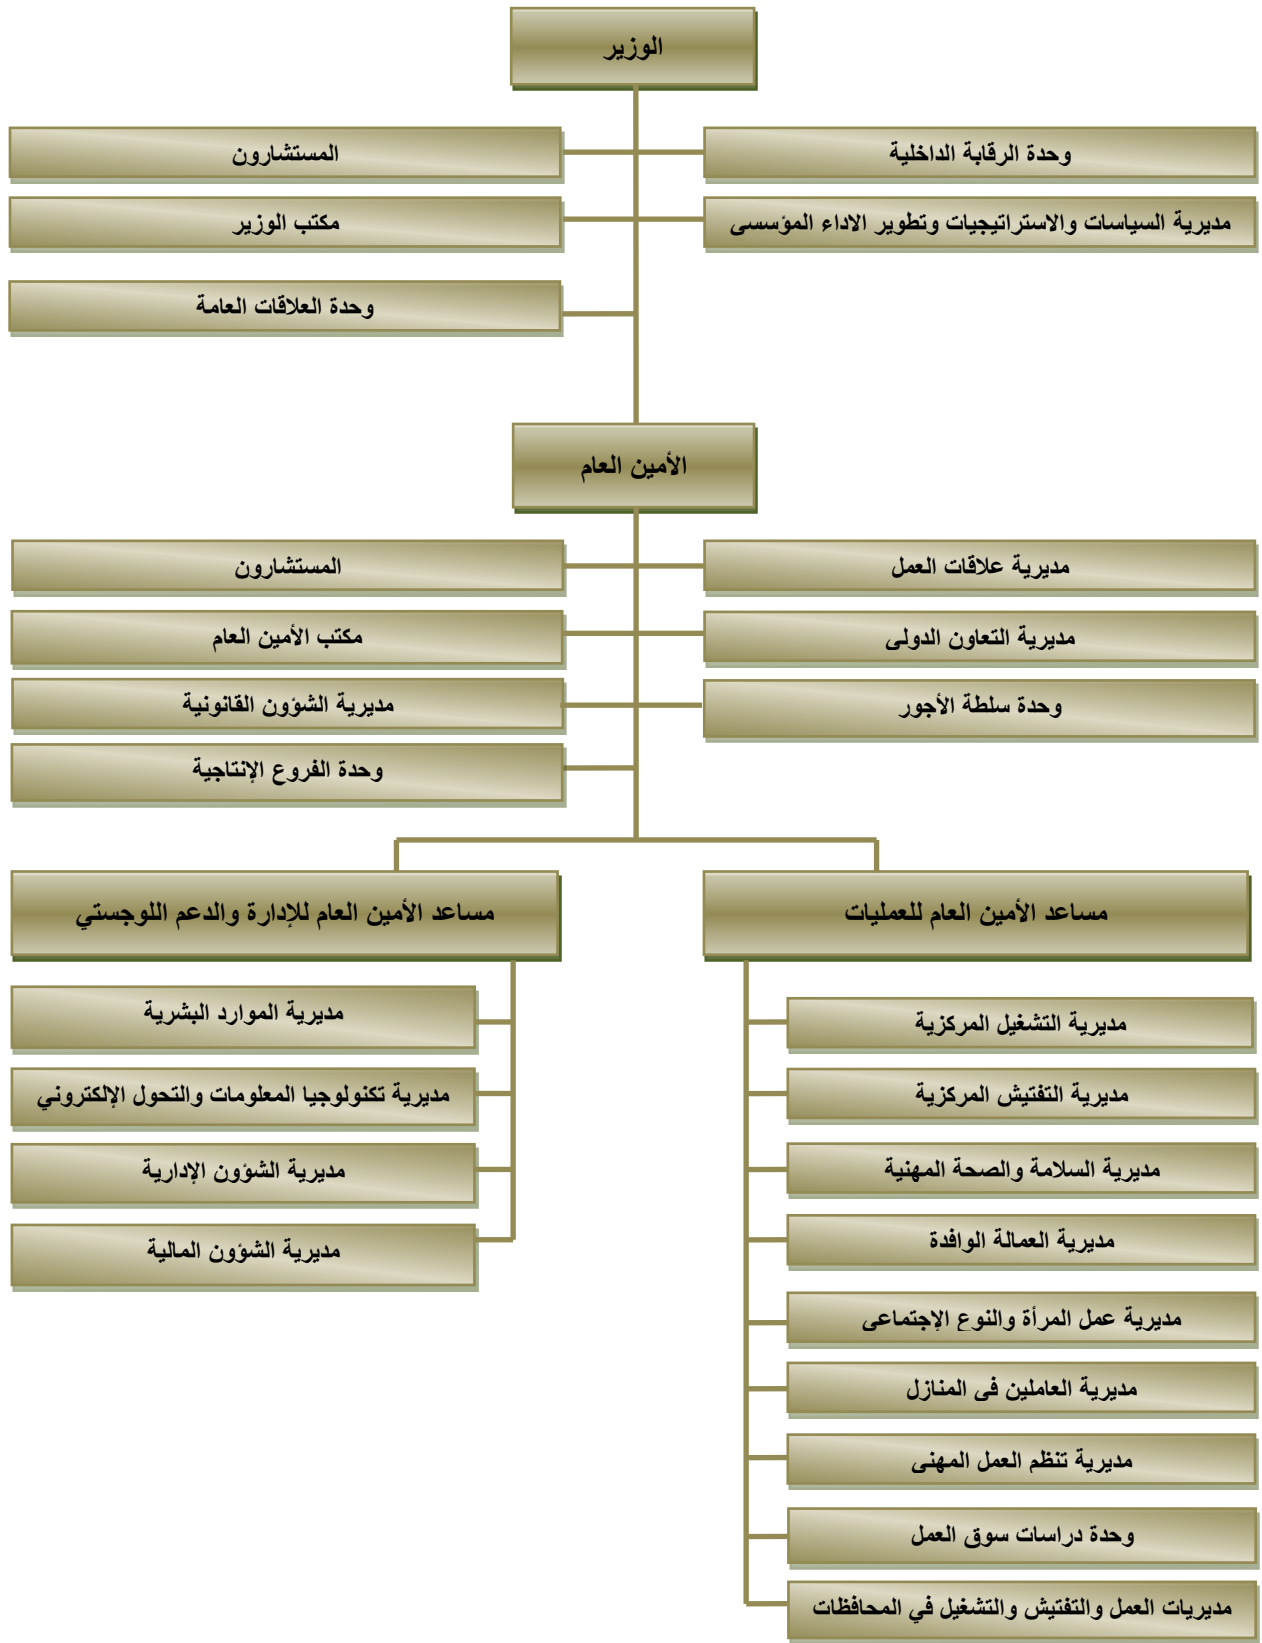 الوزير
وحدة الرقابة الداخلية
المستشارون
مديرية السياسات والاستراتيجيات وتطوير الاداء المؤسسى
مكتب الوزير
وحدة العلاقات العامة
الأمين العام
مديرية علاقات العمل
المستشارون
مديرية التعاون الدولى
مكتب الأمين العام
وحدة سلطة الأجور
مديرية الشؤون القانونية
وحدة الفروع الإنتاجية
مساعد الأمين العام للعمليات
مديرية التشغيل المركزية
مديرية التفتيش المركزية
مديرية السلامة والصحة المهنية
مديرية العمالة الوافدة
مديرية عمل المرأة والنوع الإجتماعى
مديرية العاملين فى المنازل
مديرية تنظم العمل المهنى
وحدة دراسات سوق العمل
مديريات العمل والتفتيش والتشغيل في المحافظات
مساعد الأمين العام للإدارة والدعم اللوجستي
مديرية الموارد البشرية
مديرية تكنولوجيا المعلومات والتحول الإلكتروني
مديرية الشؤون الإدارية
مديرية الشؤون المالية